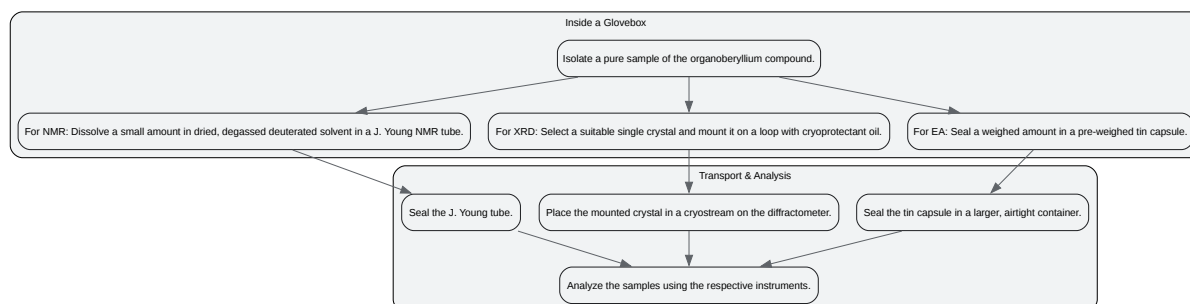 Inside a Glovebox
Isolate a pure sample of the organoberyllium compound.
For NMR: Dissolve a small amount in dried, degassed deuterated solvent in a J. Young NMR tube.
For XRD: Select a suitable single crystal and mount it on a loop with cryoprotectant oil.
For EA: Seal a weighed amount in a pre-weighed tin capsule.
Transport & Analysis
Seal the J. Young tube.
Place the mounted crystal in a cryostream on the diffractometer.
Seal the tin capsule in a larger, airtight container.
Analyze the samples using the respective instruments.